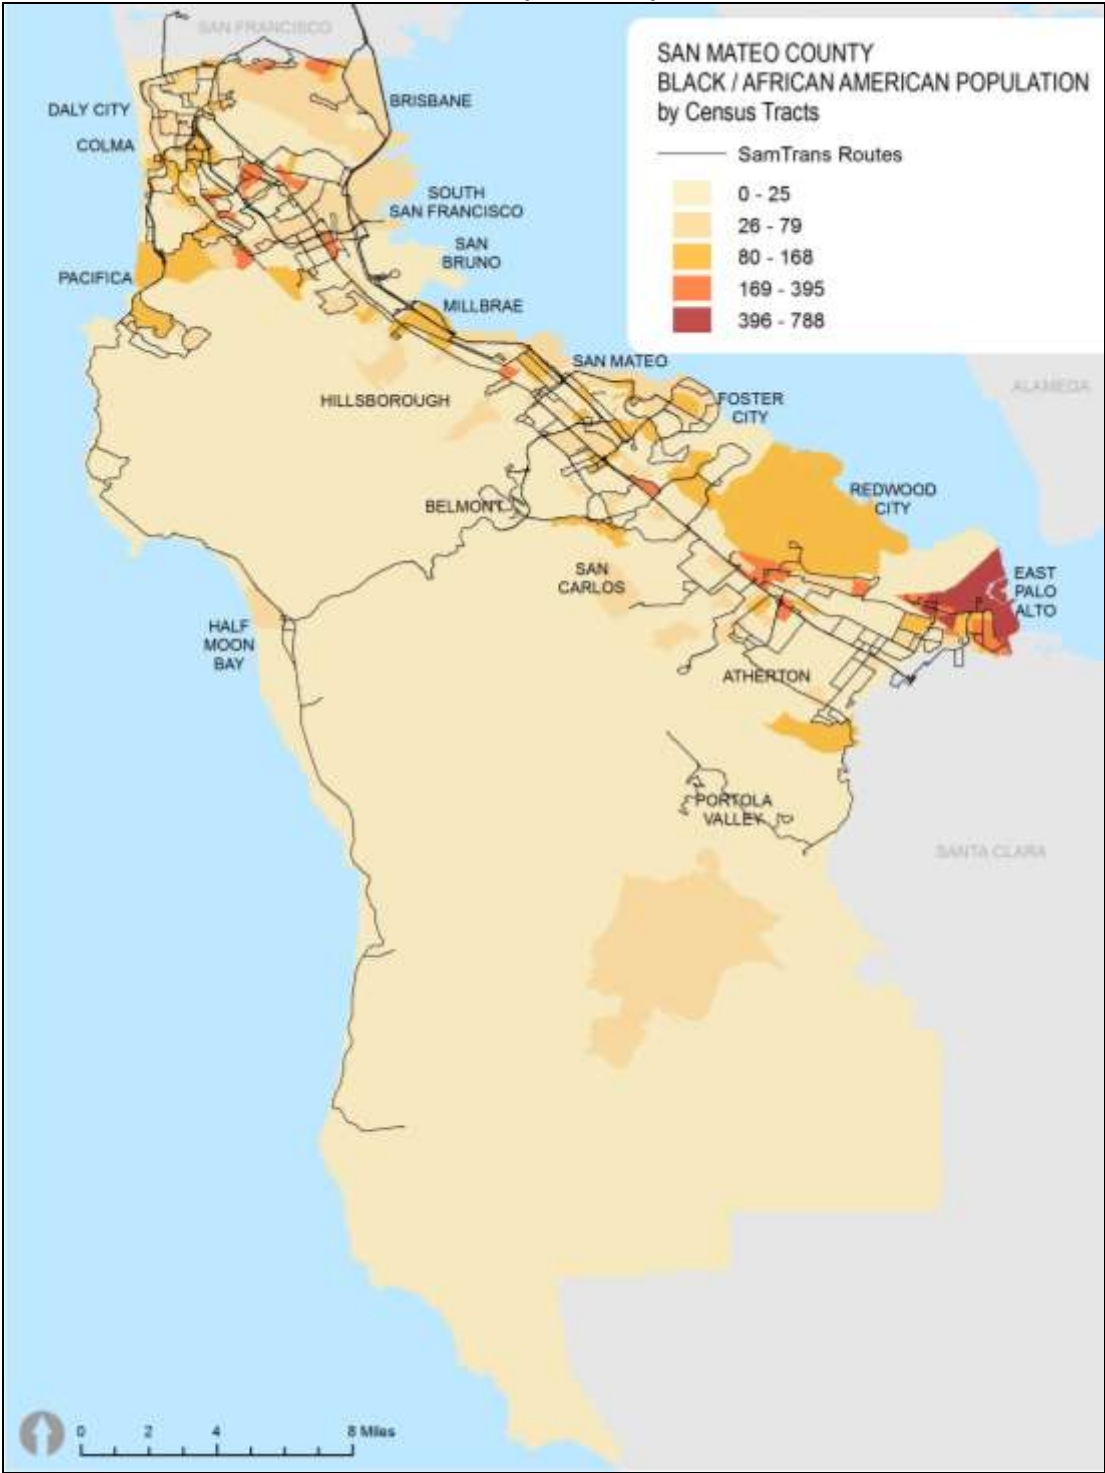 SAN FRANCISCO
SAN MATEO COUNTY
BLACK / AFRICAN AMERICAN POPULATION
by Census Tracts
SamTrans Routes
0 - 25
26 - 79
80 - 168
169 - 395
396 - 788
DALY CITY
BRISBANE
COLMA
SOUTH
SAN FRANCISCO
SAN
BRUNO
PACIFICA
MILLBRAE
SAN MATEO
ALAMEDA
HILLSBOROUGH
FOSTER
CITY
BELMONT
REDWOOD
CITY
SAN
CARLOS
EAST
PALO
ALTO
HALF
MOON
BAY
ATHERTON
PORTOLA
VALLEY
SANTA CLARA
0 2 4 8 Miles